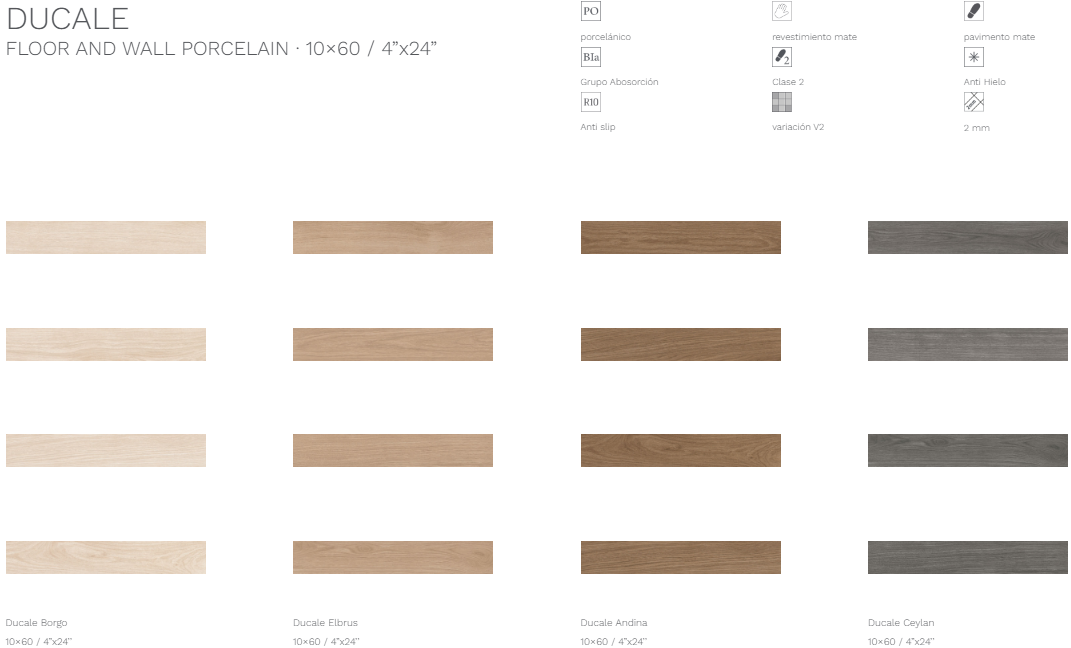 DUCALE
FLOOR AND WALL PORCELAIN · 10×60 / 4”x24”
PO
porcelánico
revestimiento mate
pavimento mate
BIa
Grupo Abosorción
2
Clase 2
Anti Hielo
R10
Anti slip
variación V2
2 mm
Ducale Borgo
10×60 / 4”x24”
Ducale Elbrus
10×60 / 4”x24”
Ducale Andina
10×60 / 4”x24”
Ducale Ceylan
10×60 / 4”x24”